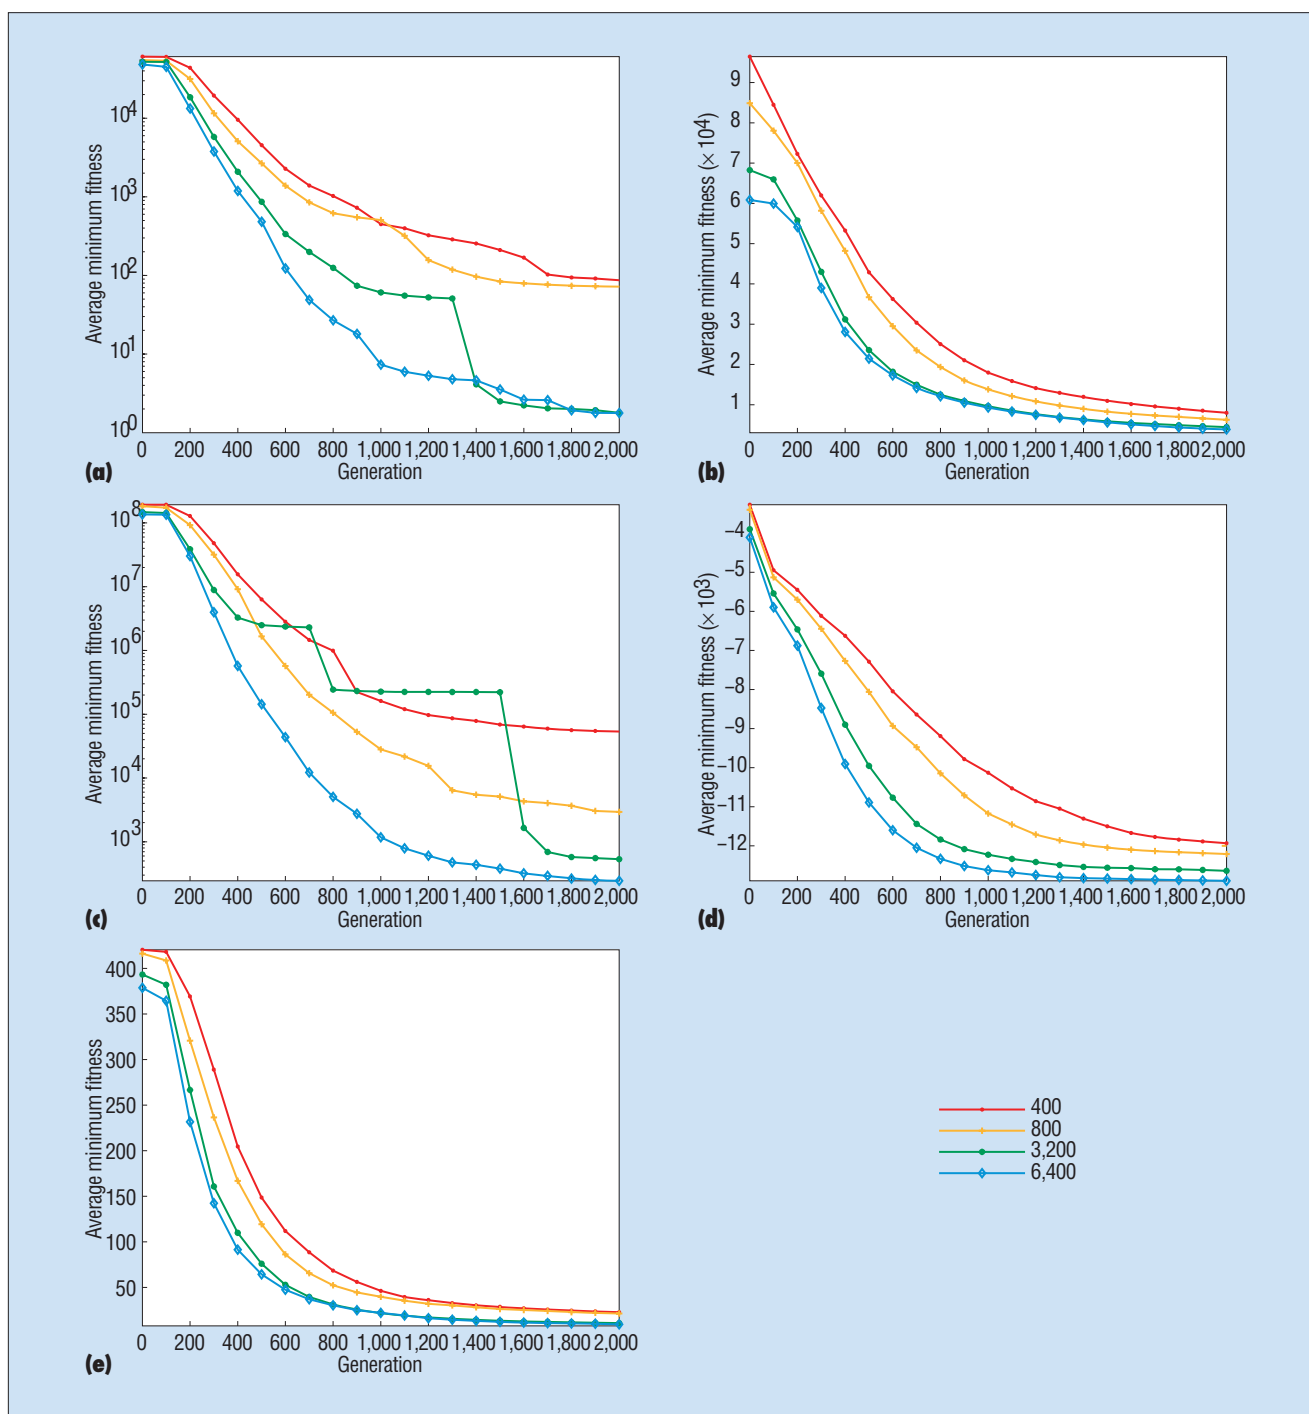 Average minimum fitness
10^4
10^3
10^2
10^1
10^0
0 200 400 600 800 1,000 1,200 1,400 1,600 1,800 2,000
Generation
(a)
Average minimum fitness (× 10^4)
9
8
7
6
5
4
3
2
1
0 200 400 600 800 1,000 1,200 1,400 1,600 1,800 2,000
Generation
(b)
Average minimum fitness
10^8
10^7
10^6
10^5
10^4
10^3
0 200 400 600 800 1,000 1,200 1,400 1,600 1,800 2,000
Generation
(c)
Average minimum fitness (× 10^3)
–4
–5
–6
–7
–8
–9
–10
–11
–12
0 200 400 600 800 1,000 1,200 1,400 1,600 1,800 2,000
Generation
(d)
Average minimum fitness
400
350
300
250
200
150
100
50
0 200 400 600 800 1,000 1,200 1,400 1,600 1,800 2,000
Generation
(e)
400
800
3,200
6,400